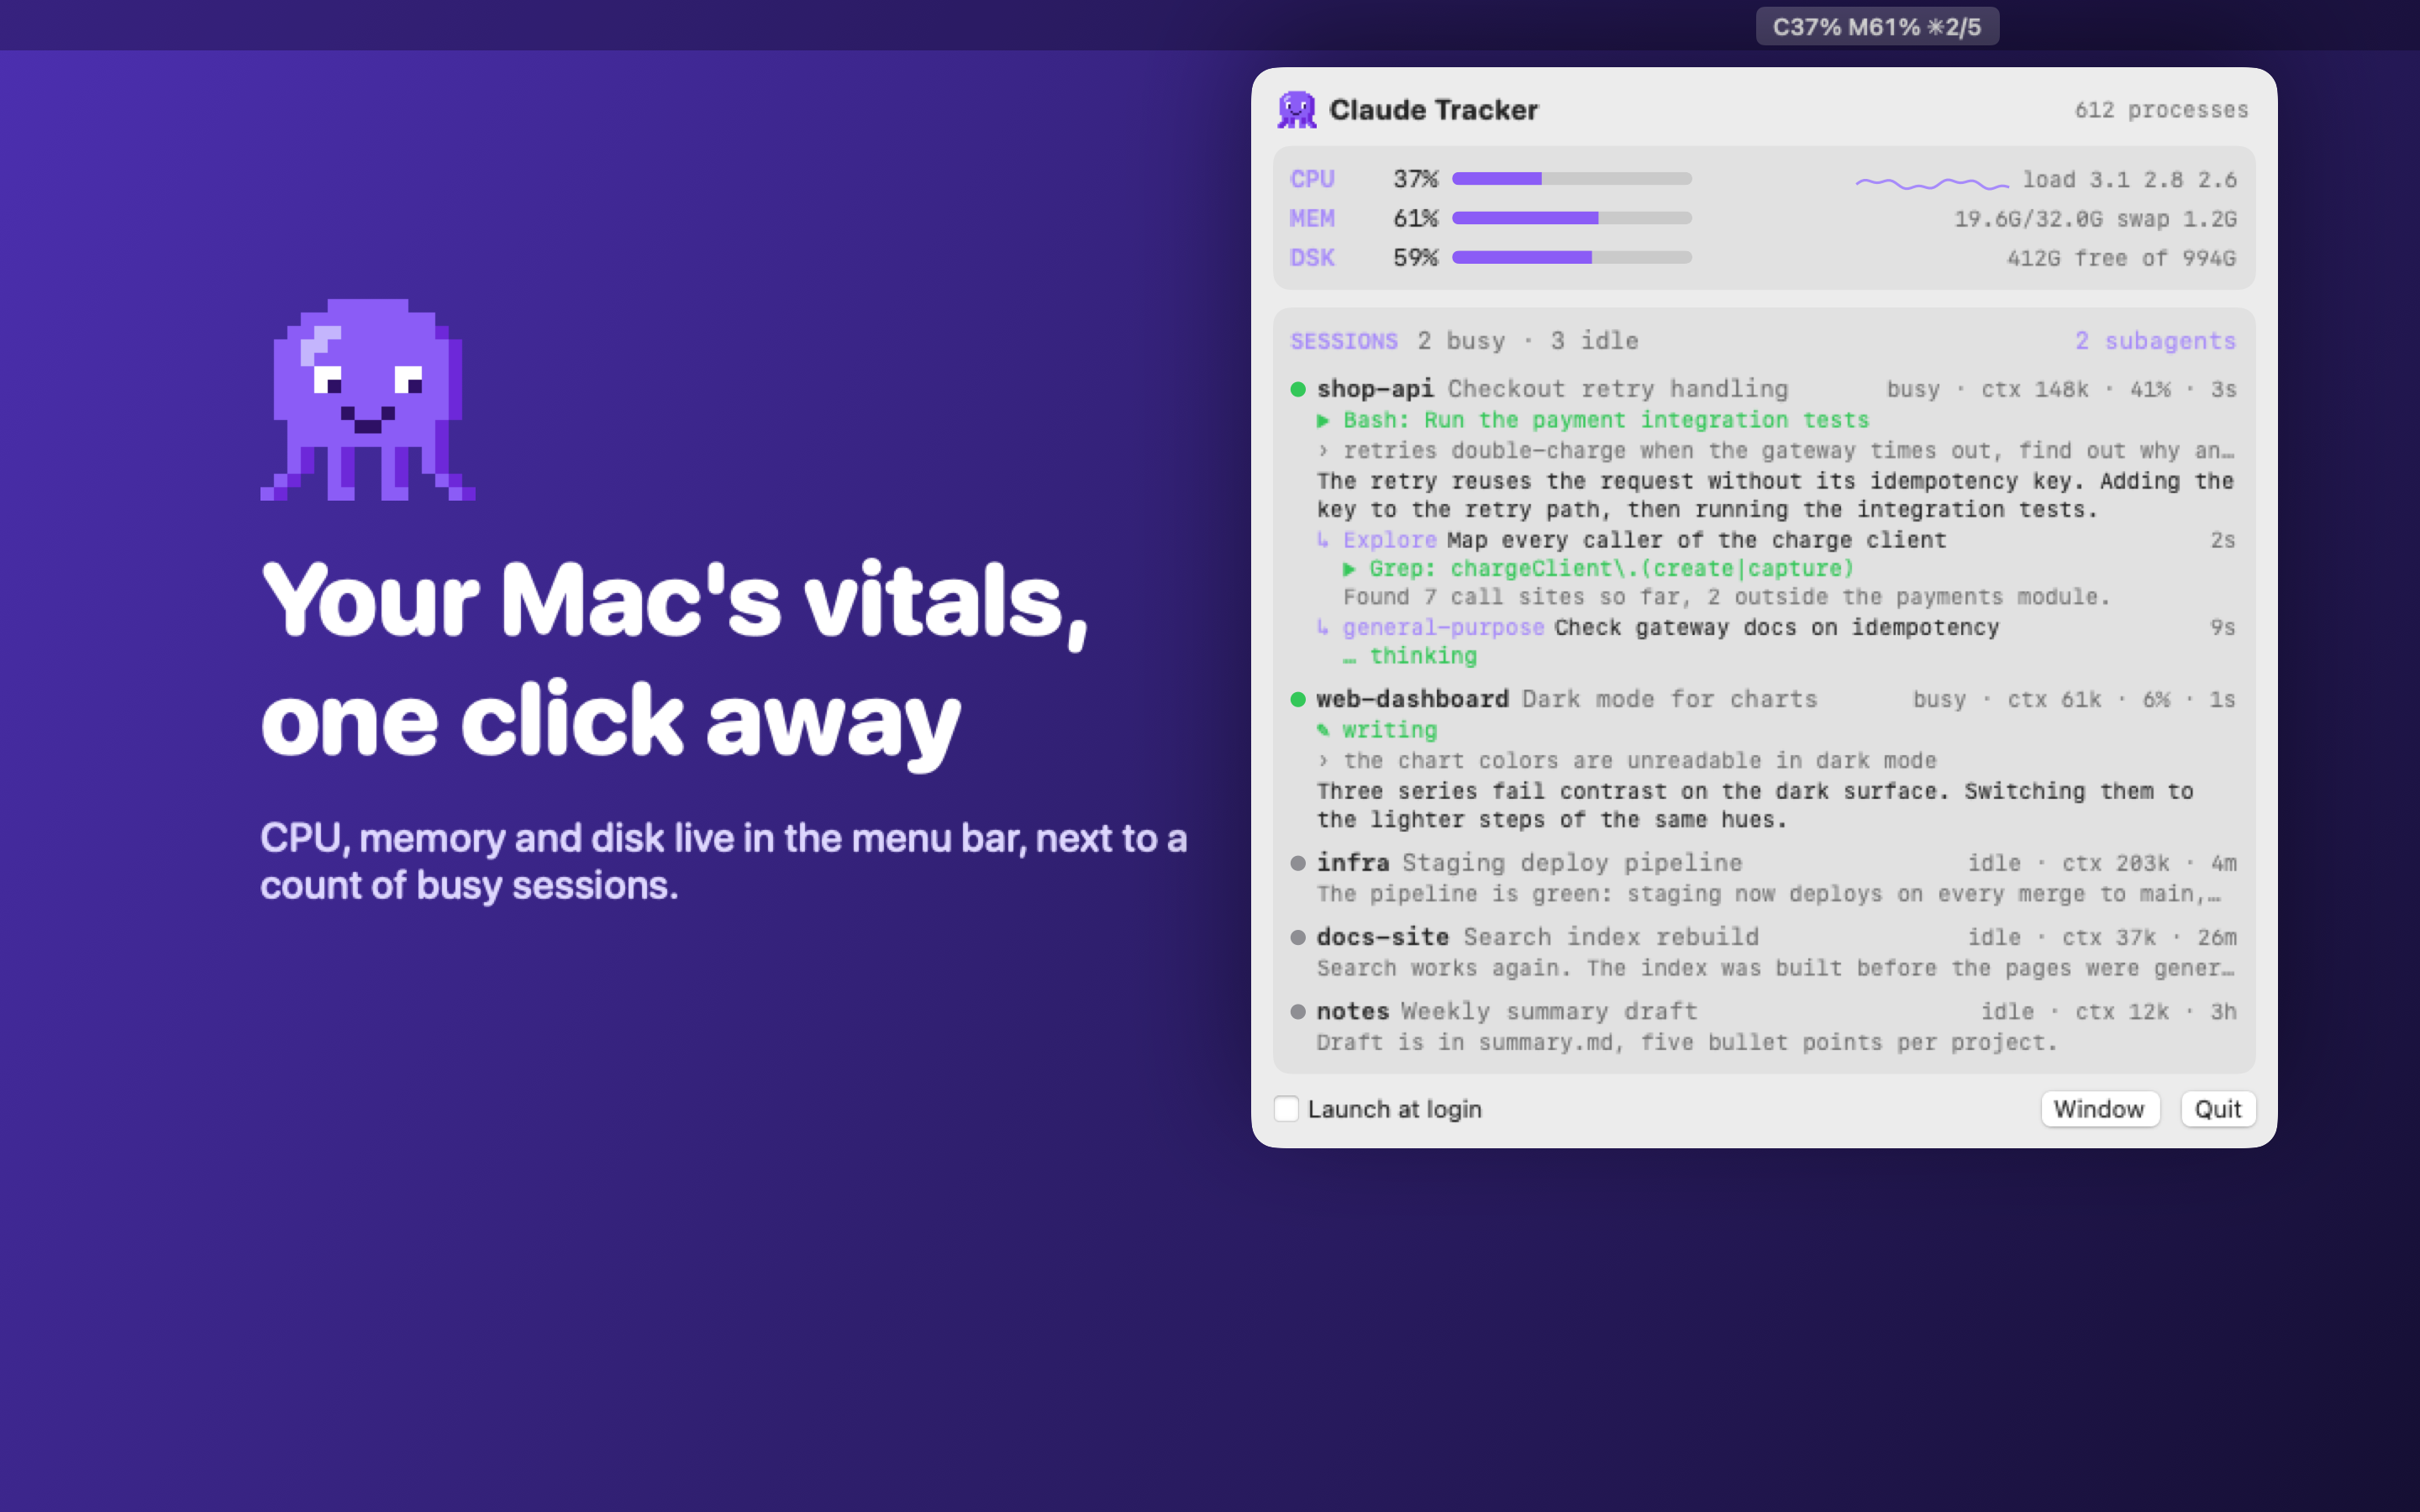 C37% M61% ✳2/5
Your Mac's vitals,
one click away
CPU, memory and disk live in the menu bar, next to a
count of busy sessions.
Claude Tracker 612 processes
CPU 37% load 3.1 2.8 2.6
MEM 61% 19.6G/32.0G swap 1.2G
DSK 59% 412G free of 994G
SESSIONS 2 busy · 3 idle 2 subagents
shop-api Checkout retry handling busy · ctx 148k · 41% · 3s
▶ Bash: Run the payment integration tests
› retries double-charge when the gateway times out, find out why an…
The retry reuses the request without its idempotency key. Adding the
key to the retry path, then running the integration tests.
↳ Explore Map every caller of the charge client 2s
▶ Grep: chargeClient\.(create|capture)
Found 7 call sites so far, 2 outside the payments module.
↳ general-purpose Check gateway docs on idempotency 9s
… thinking
web-dashboard Dark mode for charts busy · ctx 61k · 6% · 1s
✎ writing
› the chart colors are unreadable in dark mode
Three series fail contrast on the dark surface. Switching them to
the lighter steps of the same hues.
infra Staging deploy pipeline idle · ctx 203k · 4m
The pipeline is green: staging now deploys on every merge to main,…
docs-site Search index rebuild idle · ctx 37k · 26m
Search works again. The index was built before the pages were gener…
notes Weekly summary draft idle · ctx 12k · 3h
Draft is in summary.md, five bullet points per project.
Launch at login Window Quit